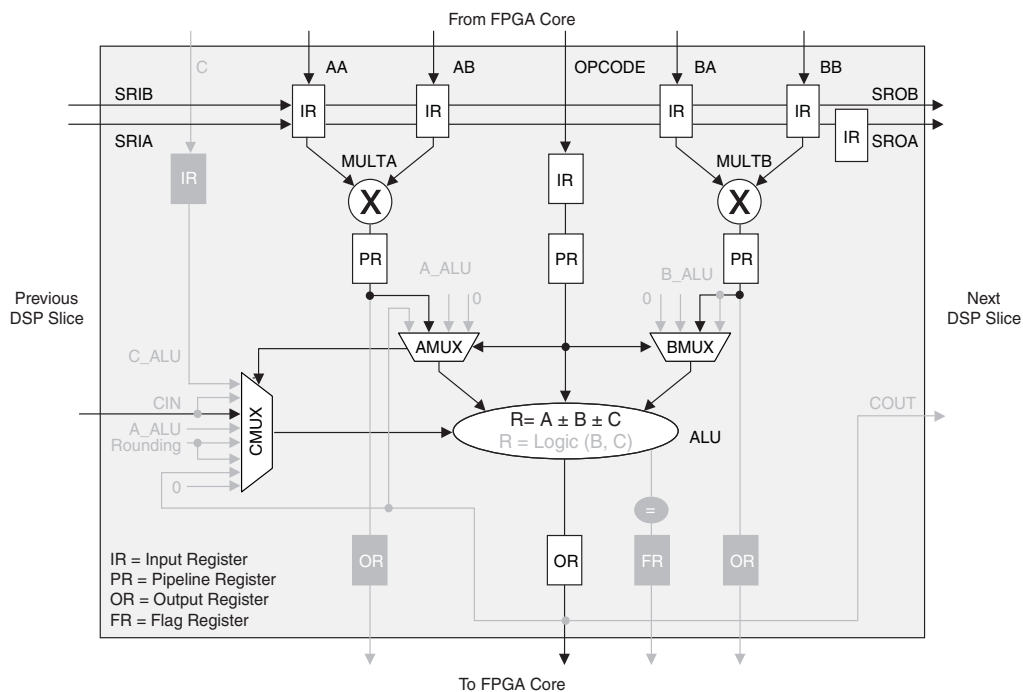 From FPGA Core
C
AA
AB
OPCODE
BA
BB
SRIB
SROB
IR
IR
IR
IR
SRIA
IR
SROA
MULTA
MULTB
IR
IR
X
X
PR
PR
PR
A_ALU
B_ALU
0
0
Previous
DSP Slice
Next
DSP Slice
AMUX
BMUX
C_ALU
CIN
A_ALU
Rounding
0
CMUX
R= A ± B ± C
R = Logic (B, C)
ALU
COUT
=
OR
OR
FR
OR
IR = Input Register
PR = Pipeline Register
OR = Output Register
FR = Flag Register
To FPGA Core